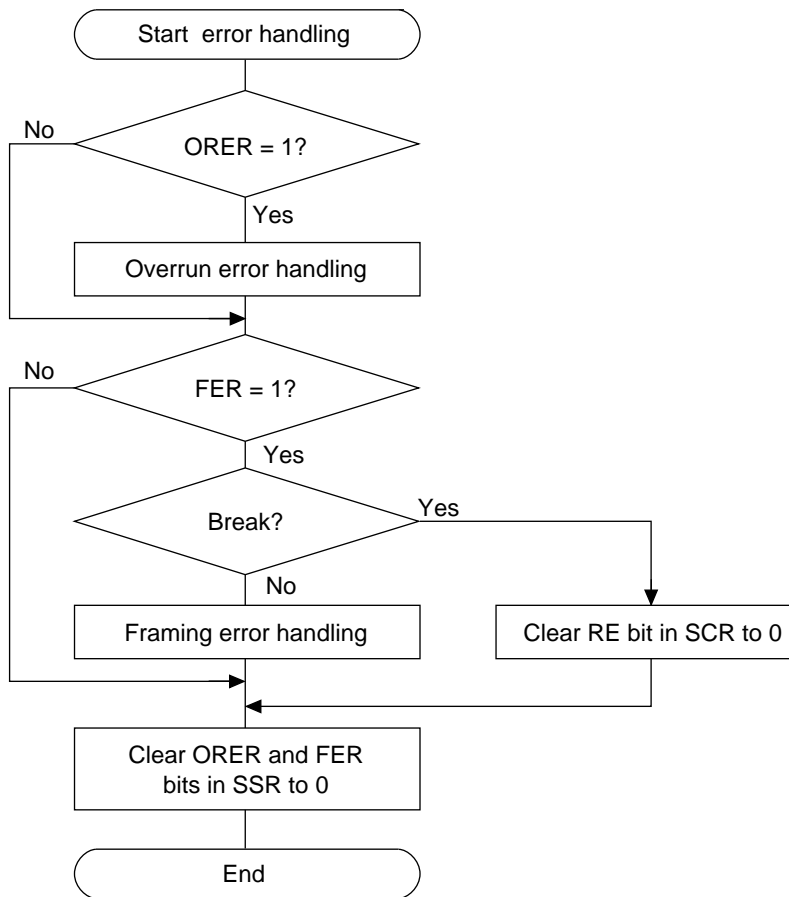 Start error handling
No
ORER = 1?
Yes
Overrun error handling
No
FER = 1?
Yes
Break?
Yes
No
Framing error handling
Clear RE bit in SCR to 0
Clear ORER and FER
bits in SSR to 0
End